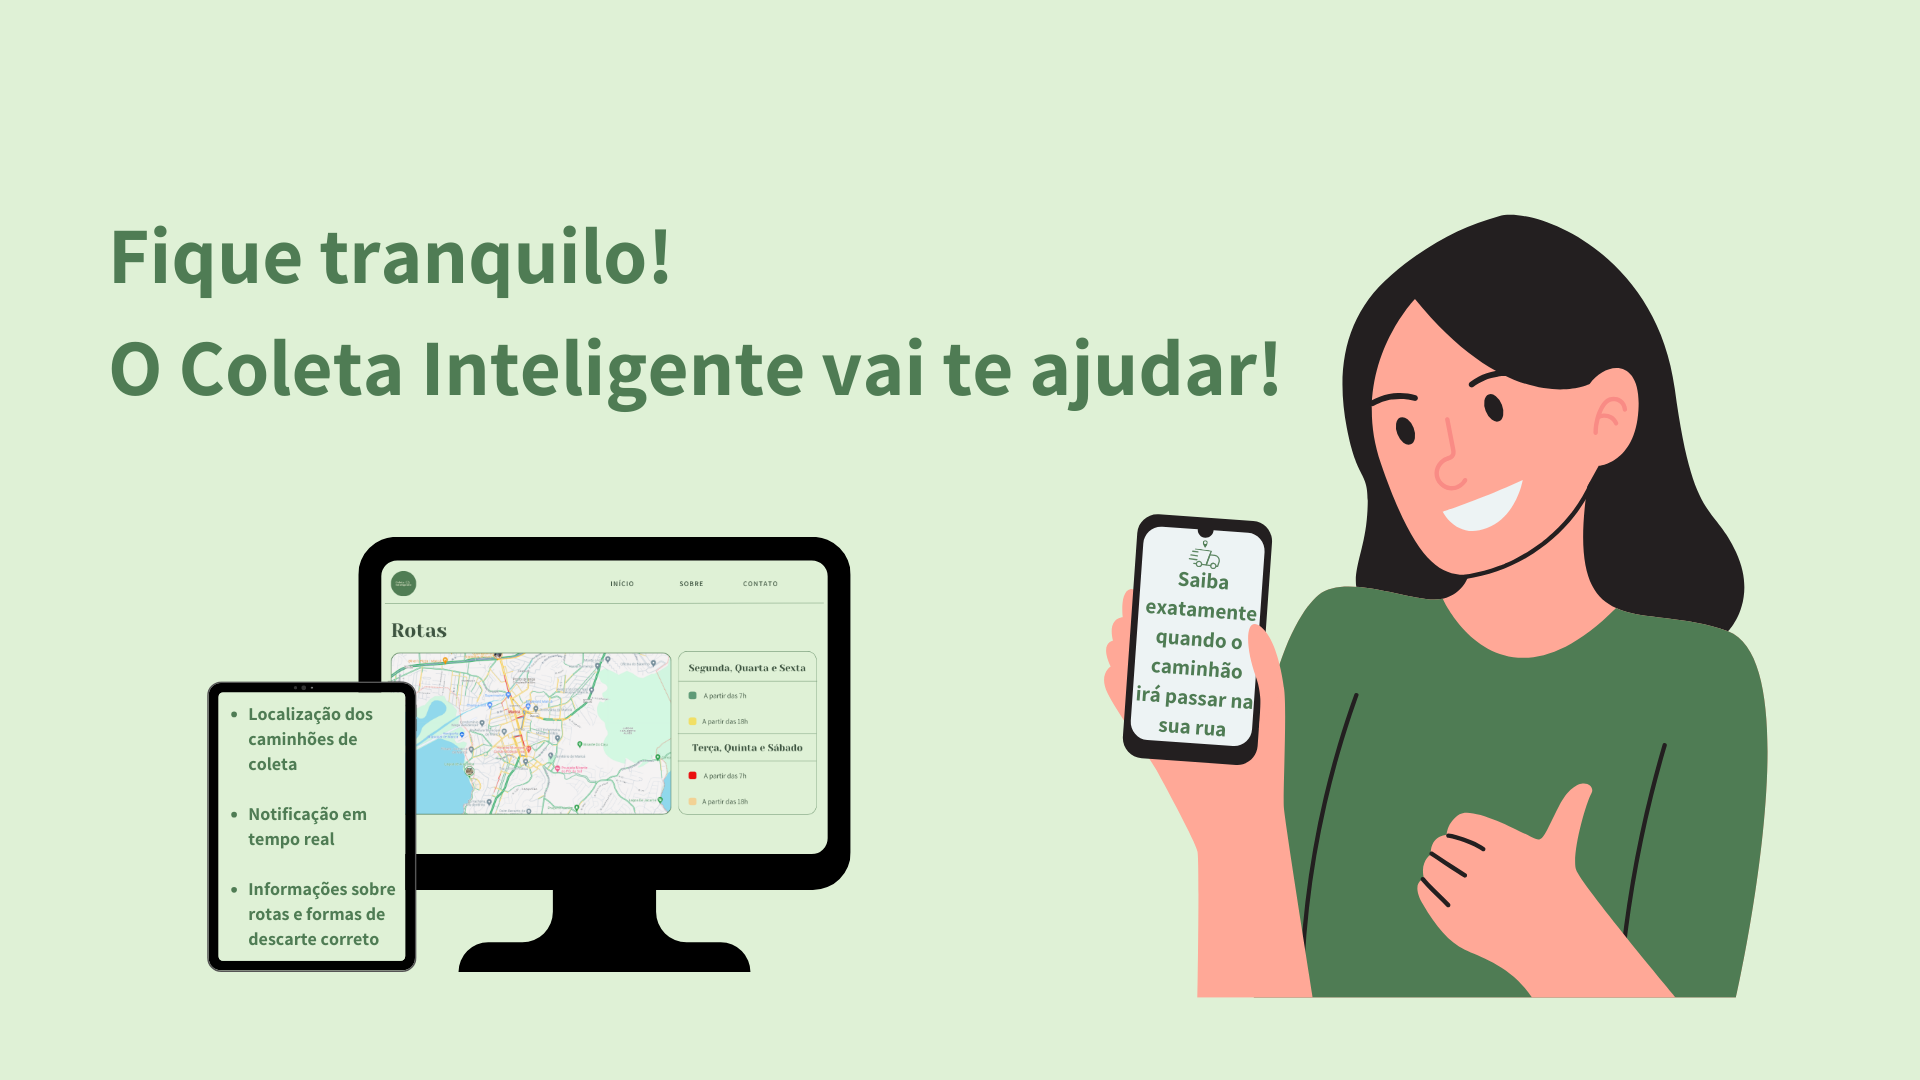 Fique tranquilo!
O Coleta Inteligente vai te ajudar!
INÍCIO SOBRE CONTATO
Rotas
Segunda, Quarta e Sexta
A partir das 7h
A partir das 18h
Terça, Quinta e Sábado
A partir das 7h
A partir das 18h
• Localização dos
caminhões de
coleta
• Notificação em
tempo real
• Informações sobre
rotas e formas de
descarte correto
Saiba
exatamente
quando o
caminhão
irá passar na
sua rua